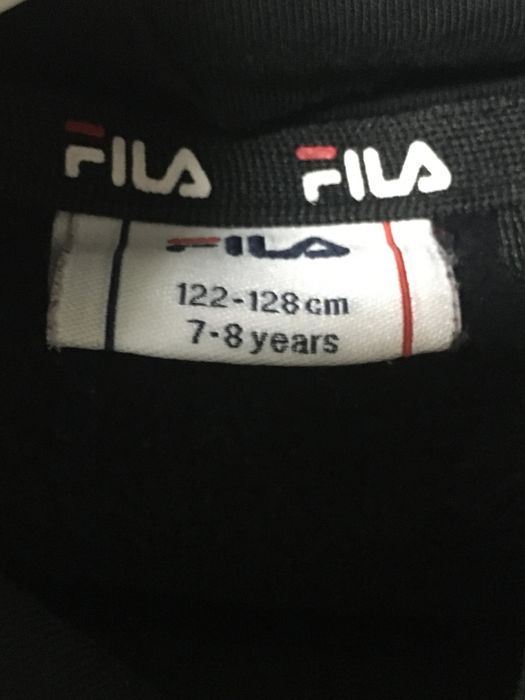 FILA FILA
FILA
122-128 cm
7-8 years